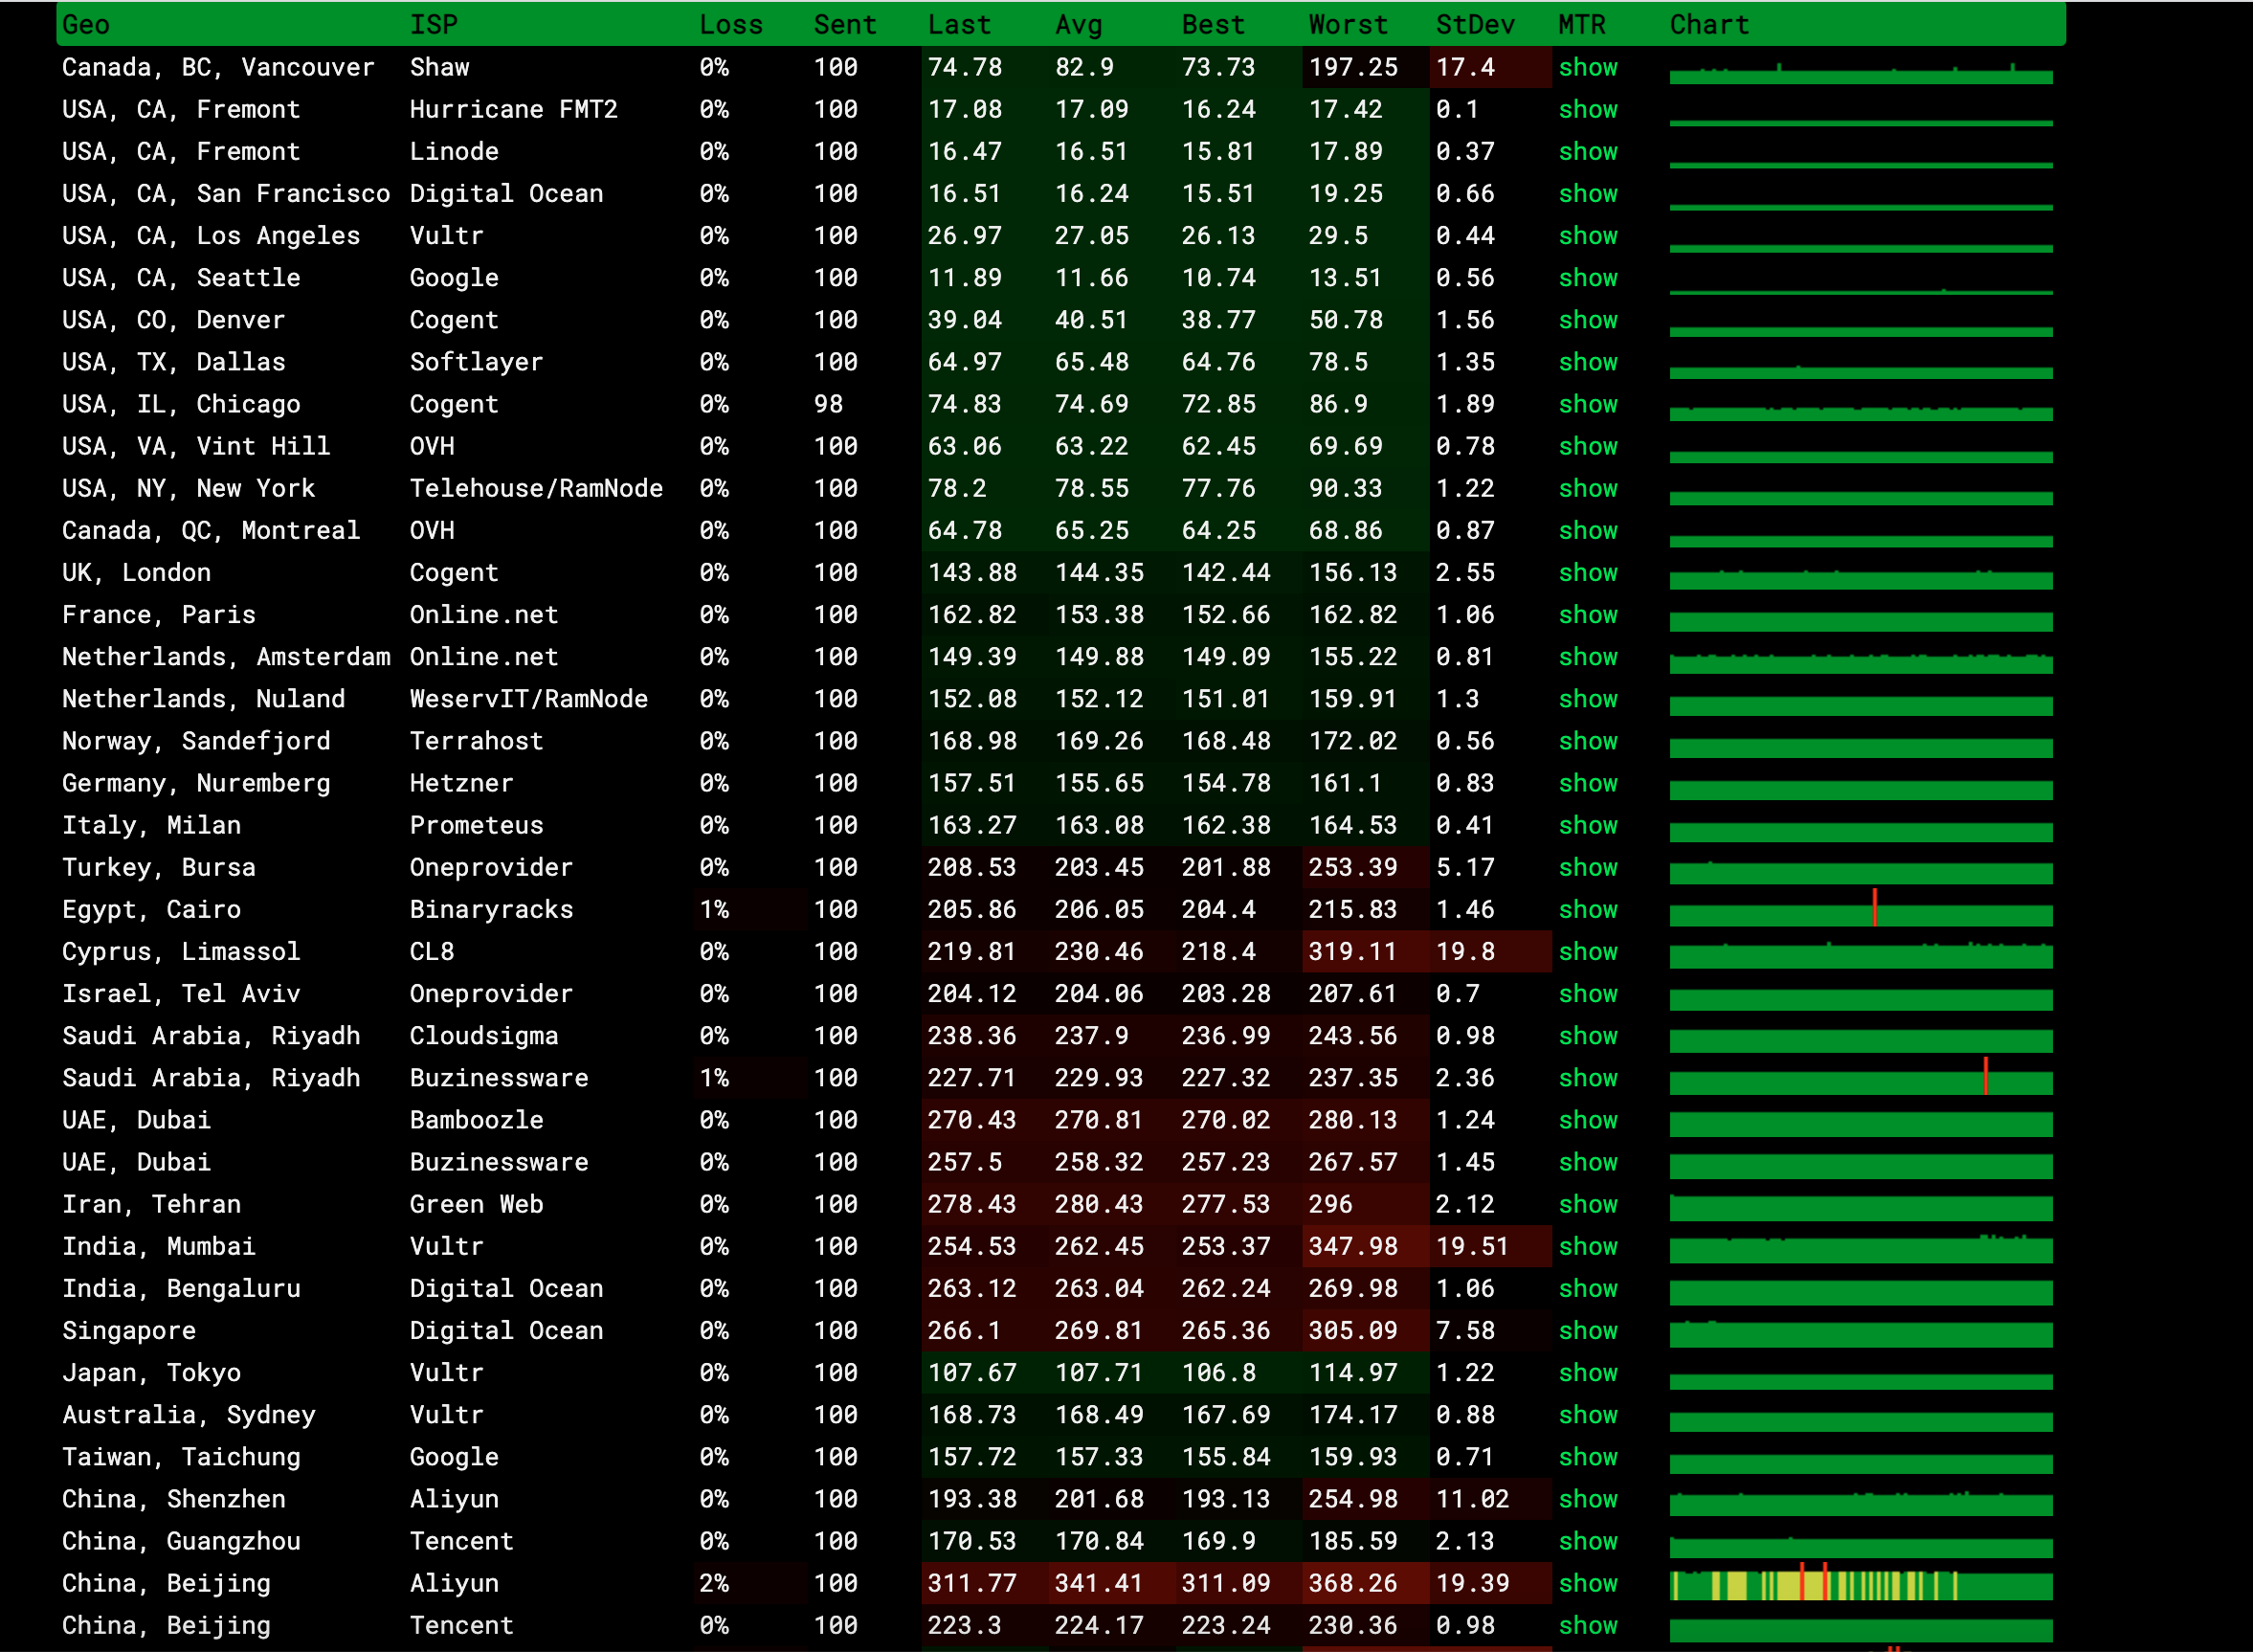 Geo ISP Loss Sent Last Avg Best Worst StDev MTR Chart
Canada, BC, Vancouver Shaw 0% 100 74.78 82.9 73.73 197.25 17.4 show
USA, CA, Fremont Hurricane FMT2 0% 100 17.08 17.09 16.24 17.42 0.1 show
USA, CA, Fremont Linode 0% 100 16.47 16.51 15.81 17.89 0.37 show
USA, CA, San Francisco Digital Ocean 0% 100 16.51 16.24 15.51 19.25 0.66 show
USA, CA, Los Angeles Vultr 0% 100 26.97 27.05 26.13 29.5 0.44 show
USA, CA, Seattle Google 0% 100 11.89 11.66 10.74 13.51 0.56 show
USA, CO, Denver Cogent 0% 100 39.04 40.51 38.77 50.78 1.56 show
USA, TX, Dallas Softlayer 0% 100 64.97 65.48 64.76 78.5 1.35 show
USA, IL, Chicago Cogent 0% 98 74.83 74.69 72.85 86.9 1.89 show
USA, VA, Vint Hill OVH 0% 100 63.06 63.22 62.45 69.69 0.78 show
USA, NY, New York Telehouse/RamNode 0% 100 78.2 78.55 77.76 90.33 1.22 show
Canada, QC, Montreal OVH 0% 100 64.78 65.25 64.25 68.86 0.87 show
UK, London Cogent 0% 100 143.88 144.35 142.44 156.13 2.55 show
France, Paris Online.net 0% 100 162.82 153.38 152.66 162.82 1.06 show
Netherlands, Amsterdam Online.net 0% 100 149.39 149.88 149.09 155.22 0.81 show
Netherlands, Nuland WeservIT/RamNode 0% 100 152.08 152.12 151.01 159.91 1.3 show
Norway, Sandefjord Terrahost 0% 100 168.98 169.26 168.48 172.02 0.56 show
Germany, Nuremberg Hetzner 0% 100 157.51 155.65 154.78 161.1 0.83 show
Italy, Milan Prometeus 0% 100 163.27 163.08 162.38 164.53 0.41 show
Turkey, Bursa Oneprovider 0% 100 208.53 203.45 201.88 253.39 5.17 show
Egypt, Cairo Binaryracks 1% 100 205.86 206.05 204.4 215.83 1.46 show
Cyprus, Limassol CL8 0% 100 219.81 230.46 218.4 319.11 19.8 show
Israel, Tel Aviv Oneprovider 0% 100 204.12 204.06 203.28 207.61 0.7 show
Saudi Arabia, Riyadh Cloudsigma 0% 100 238.36 237.9 236.99 243.56 0.98 show
Saudi Arabia, Riyadh Buzinessware 1% 100 227.71 229.93 227.32 237.35 2.36 show
UAE, Dubai Bamboozle 0% 100 270.43 270.81 270.02 280.13 1.24 show
UAE, Dubai Buzinessware 0% 100 257.5 258.32 257.23 267.57 1.45 show
Iran, Tehran Green Web 0% 100 278.43 280.43 277.53 296 2.12 show
India, Mumbai Vultr 0% 100 254.53 262.45 253.37 347.98 19.51 show
India, Bengaluru Digital Ocean 0% 100 263.12 263.04 262.24 269.98 1.06 show
Singapore Digital Ocean 0% 100 266.1 269.81 265.36 305.09 7.58 show
Japan, Tokyo Vultr 0% 100 107.67 107.71 106.8 114.97 1.22 show
Australia, Sydney Vultr 0% 100 168.73 168.49 167.69 174.17 0.88 show
Taiwan, Taichung Google 0% 100 157.72 157.33 155.84 159.93 0.71 show
China, Shenzhen Aliyun 0% 100 193.38 201.68 193.13 254.98 11.02 show
China, Guangzhou Tencent 0% 100 170.53 170.84 169.9 185.59 2.13 show
China, Beijing Aliyun 2% 100 311.77 341.41 311.09 368.26 19.39 show
China, Beijing Tencent 0% 100 223.3 224.17 223.24 230.36 0.98 show